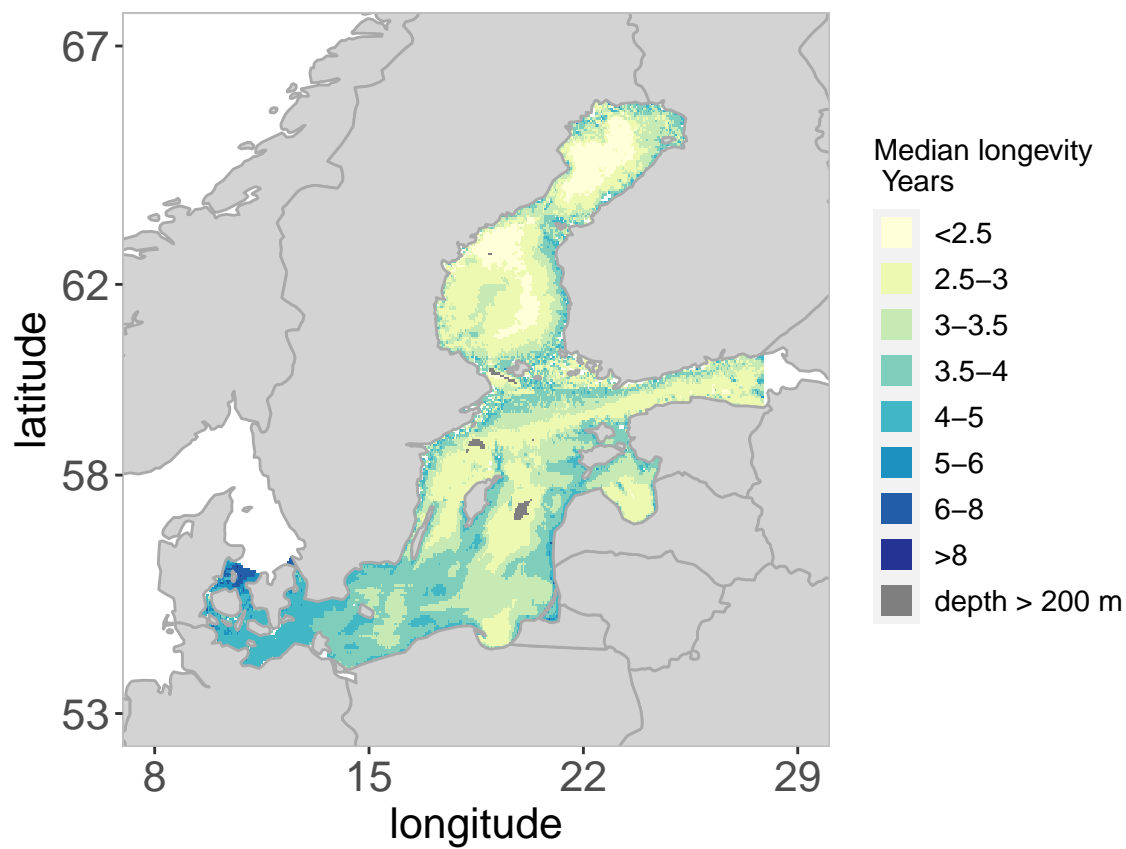 67
62
58
53
latitude
8 15 22 29
longitude
Median longevity
Years
<2.5
2.5−3
3−3.5
3.5−4
4−5
5−6
6−8
>8
depth > 200 m